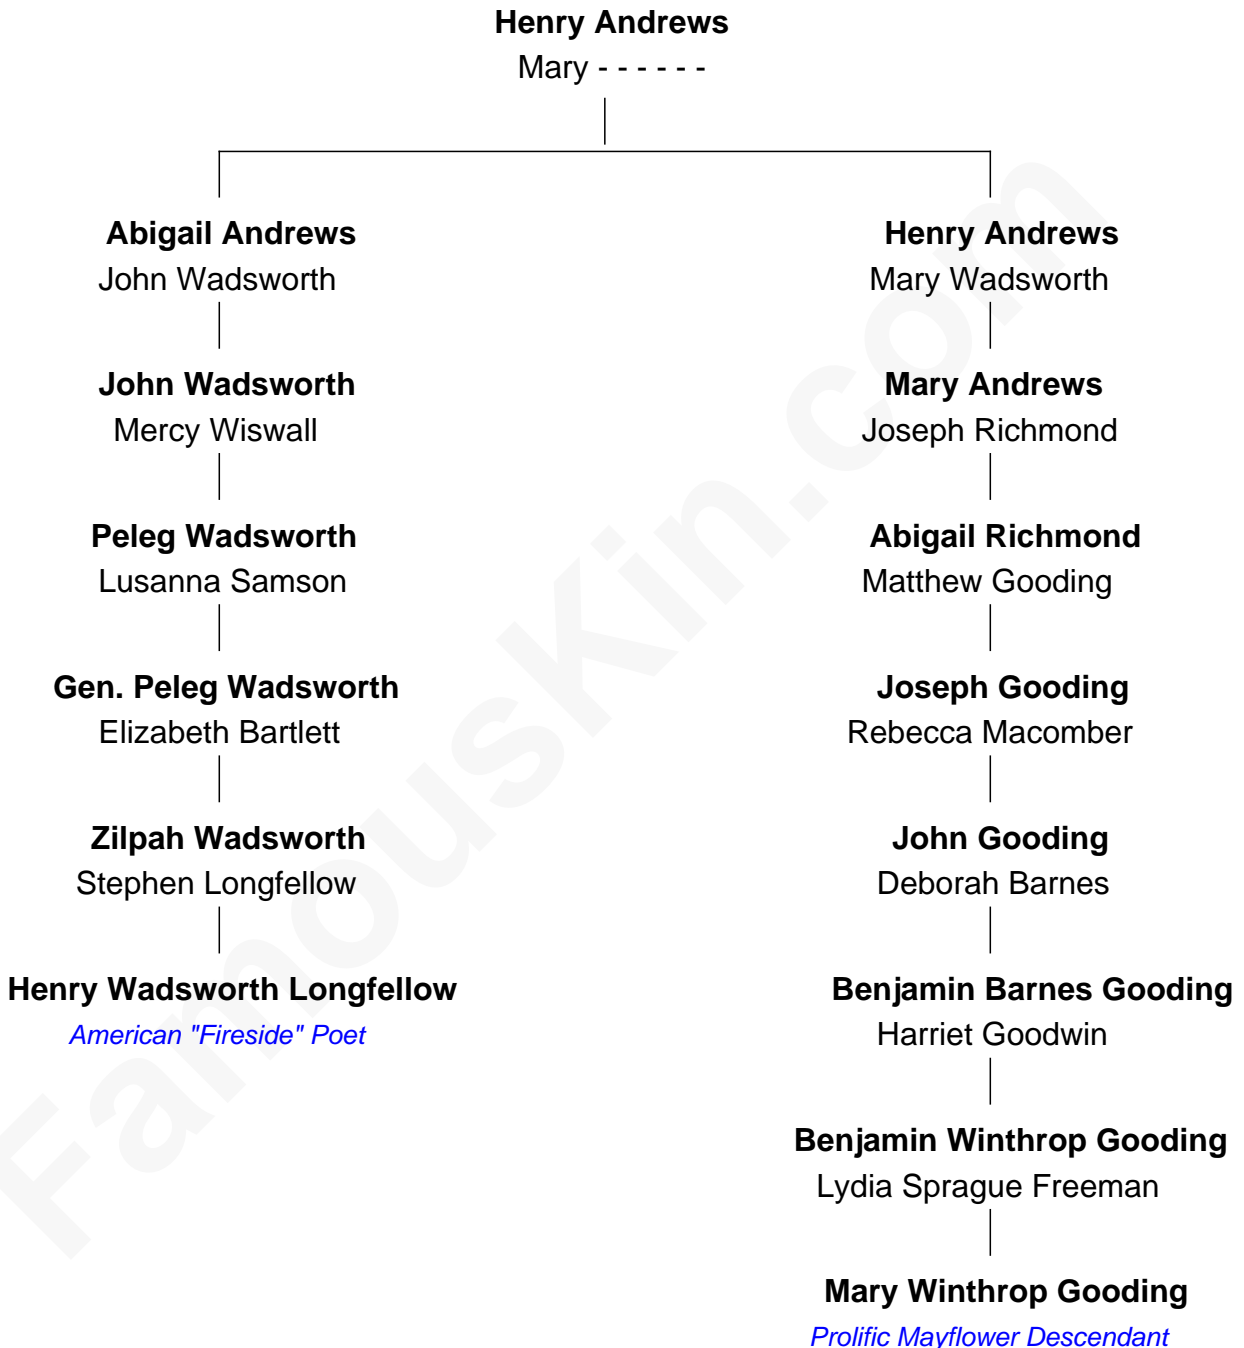 Henry Andrews
Mary - - - - - -
Abigail Andrews
John Wadsworth
Henry Andrews
Mary Wadsworth
John Wadsworth
Mercy Wiswall
Mary Andrews
Joseph Richmond
Peleg Wadsworth
Lusanna Samson
Abigail Richmond
Matthew Gooding
Gen. Peleg Wadsworth
Elizabeth Bartlett
Joseph Gooding
Rebecca Macomber
Zilpah Wadsworth
Stephen Longfellow
John Gooding
Deborah Barnes
Henry Wadsworth Longfellow
American "Fireside" Poet
Benjamin Barnes Gooding
Harriet Goodwin
Benjamin Winthrop Gooding
Lydia Sprague Freeman
Mary Winthrop Gooding
Prolific Mayflower Descendant
FamousKin.com